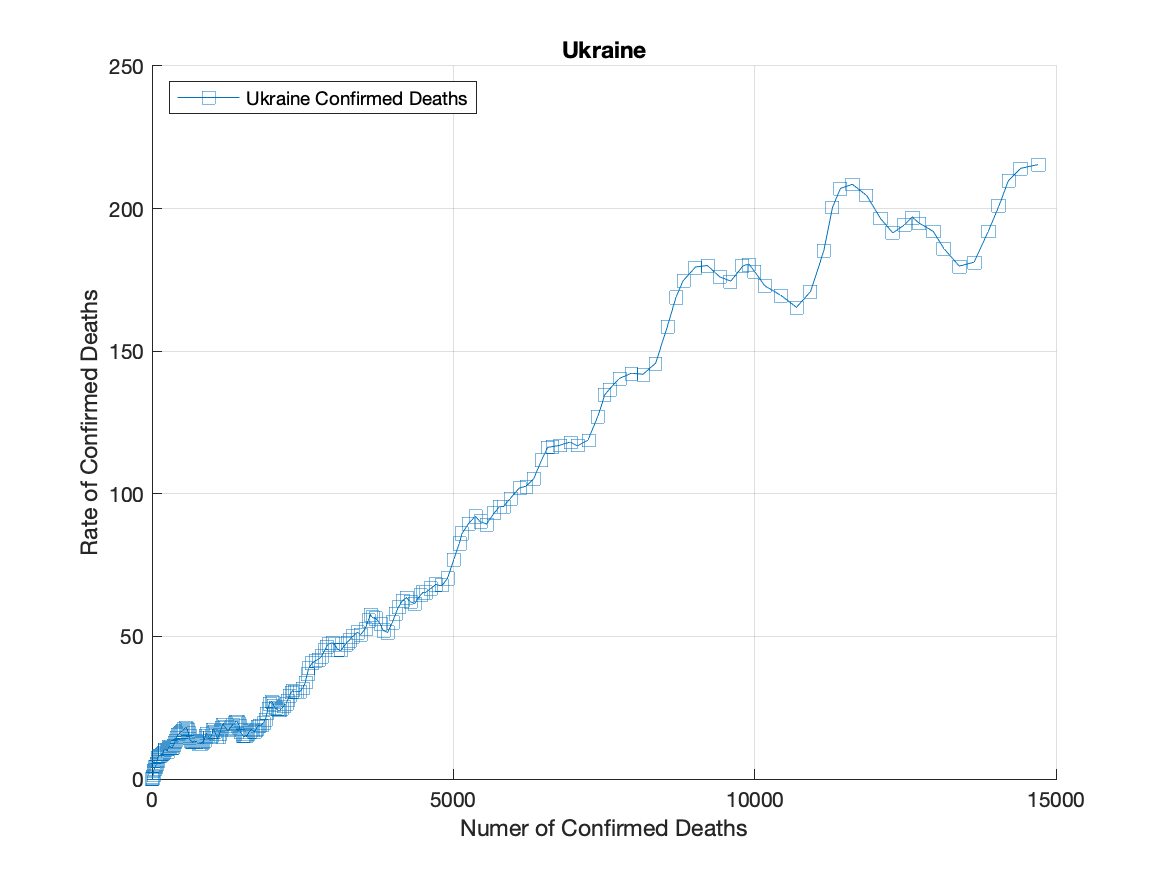 Ukraine
250
Ukraine Confirmed Deaths
200
150
100
50
0
Rate of Confirmed Deaths
0 5000 10000 15000
Numer of Confirmed Deaths